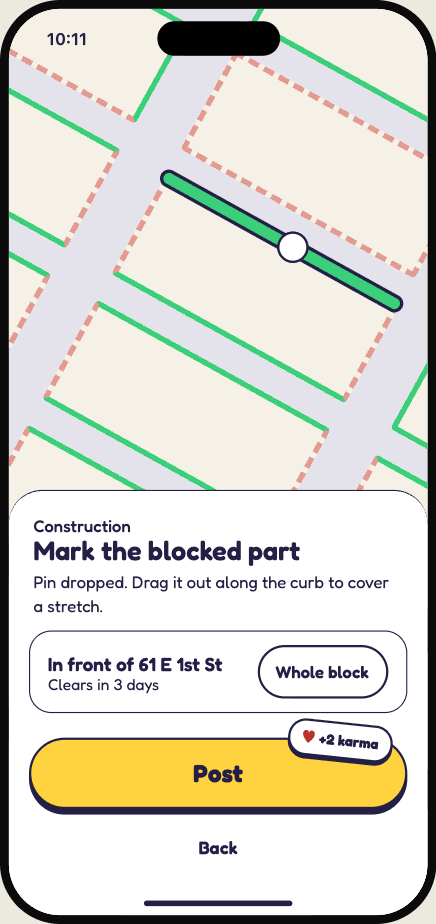 10:11
Construction
Mark the blocked part
Pin dropped. Drag it out along the curb to cover
a stretch.
In front of 61 E 1st St
Clears in 3 days
Whole block
+2 karma
Post
Back